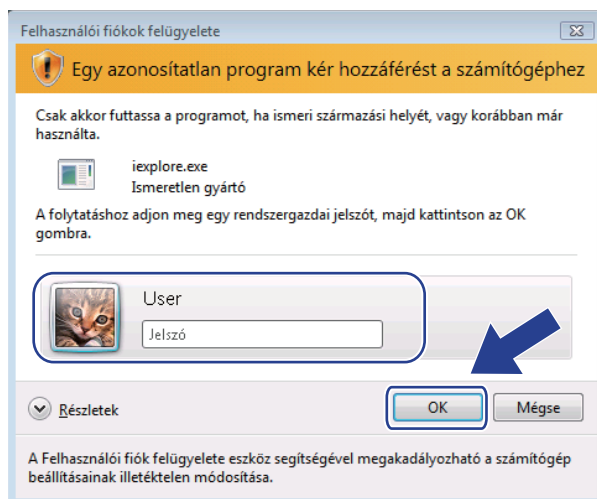 Felhasználói fiókok felügyelete
Egy azonosítatlan program kér hozzáférést a számítógéphez
Csak akkor futtassa a programot, ha ismeri származási helyét, vagy korábban már
használta.
iexplore.exe
Ismeretlen gyártó
A folytatáshoz adjon meg egy rendszergazdai jelszót, majd kattintson az OK
gombra.
User
Jelszó
Részletek
OK
Mégse
A Felhasználói fiók felügyelete eszköz segítségével megakadályozható a számítógép
beállításainak illetéktelen módosítása.